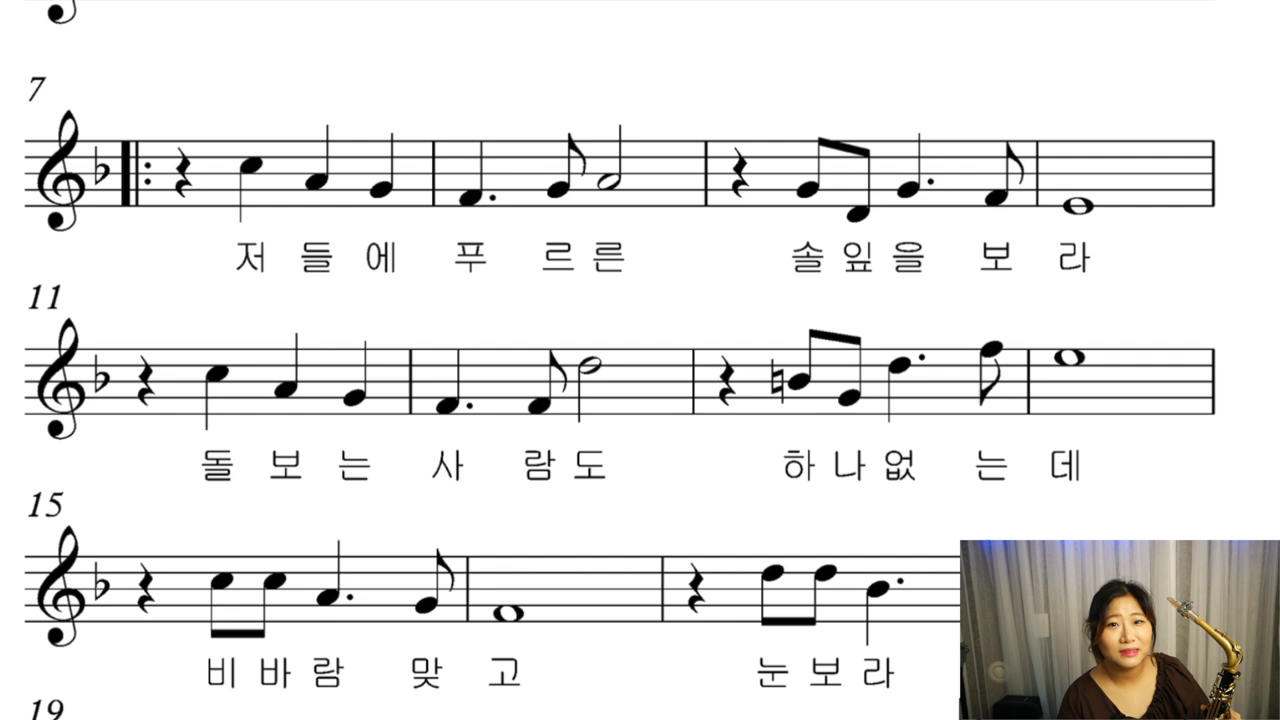 7
저 들 에 푸 르 른 솔 잎 을 보 라
11
돌 보 는 사 람 도 하 나 없 는 데
15
비 바 람 맞 고 눈 보 라
19